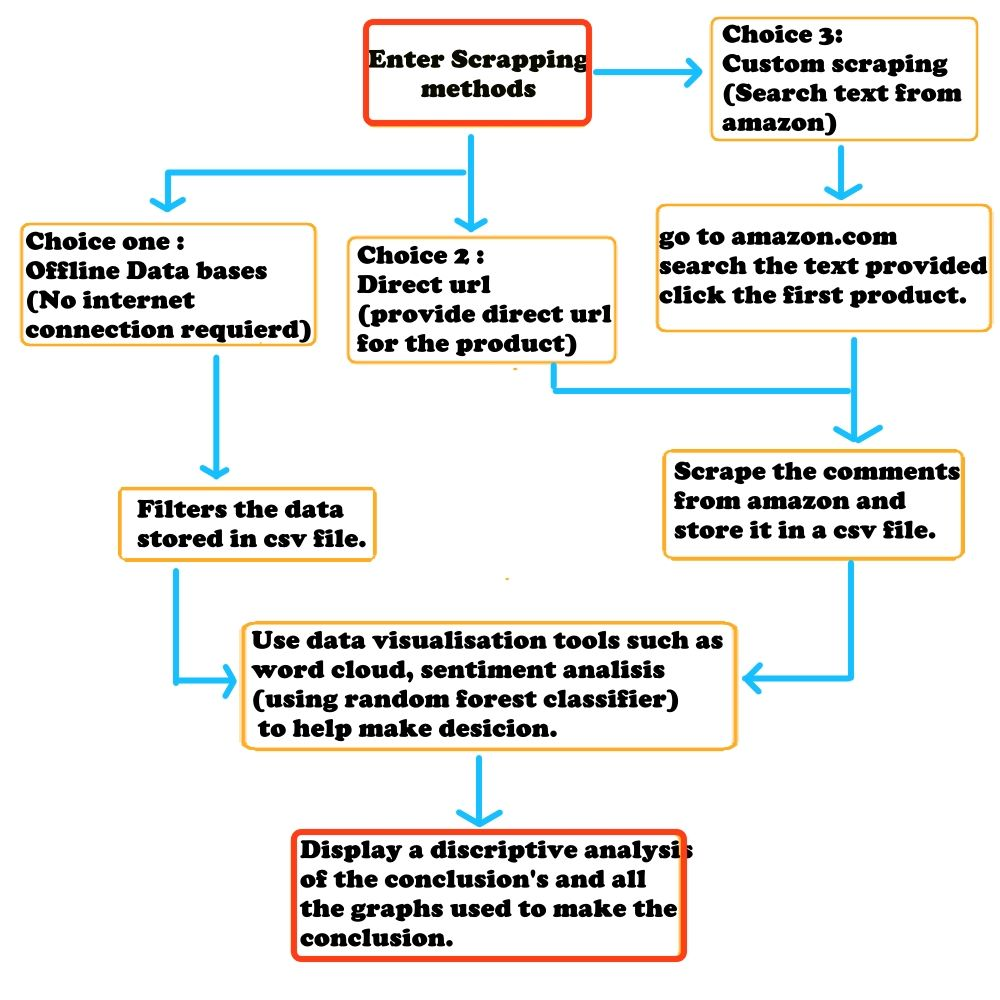 Enter Scrapping
methods
Choice 3:
Custom scraping
(Search text from
amazon)
Choice one :
Offline Data bases
(No internet
connection requierd)
Choice 2 :
Direct url
(provide direct url
for the product)
go to amazon.com
search the text provided
click the first product.
Filters the data
stored in csv file.
Scrape the comments
from amazon and
store it in a csv file.
Use data visualisation tools such as
word cloud, sentiment analisis
(using random forest classifier)
to help make desicion.
Display a discriptive analysis
of the conclusion's and all
the graphs used to make the
conclusion.